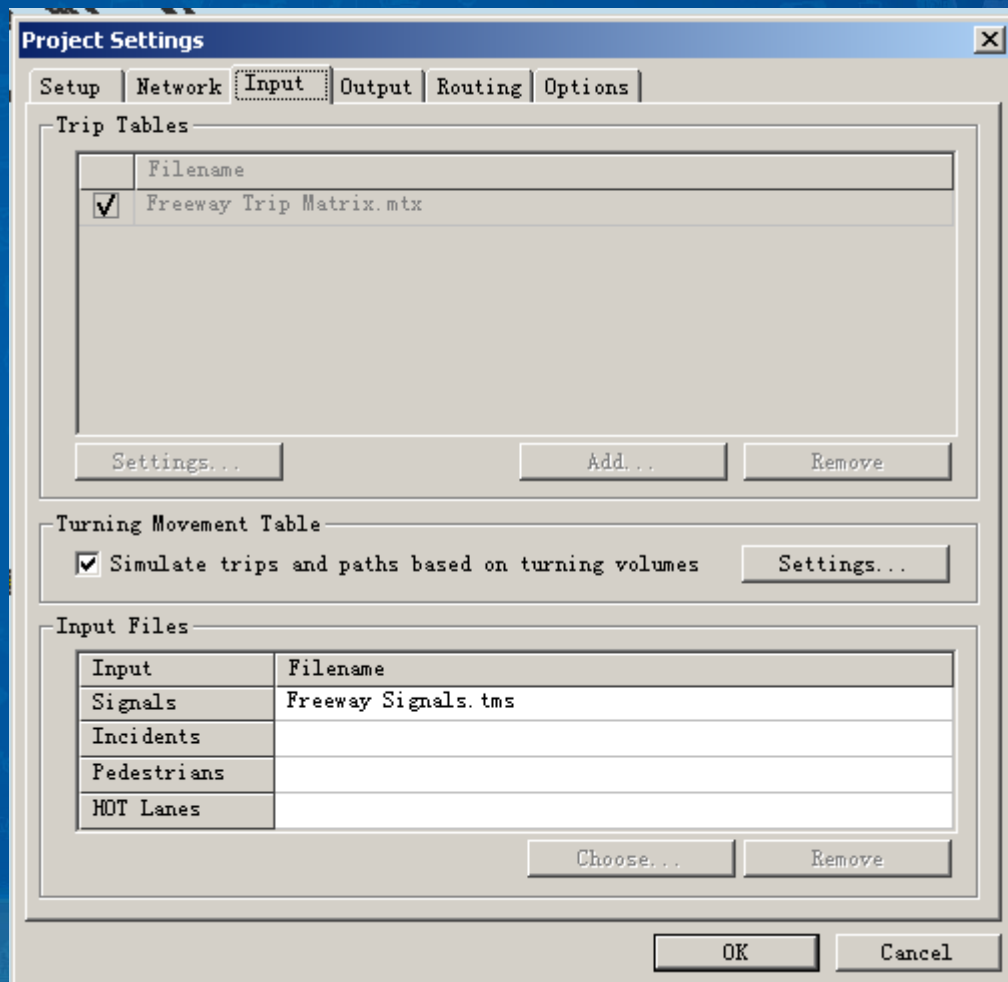 Project Settings
Setup Network Input Output Routing Options
Trip Tables
Filename
Freeway Trip Matrix.mtx
Settings... Add... Remove
Turning Movement Table
Simulate trips and paths based on turning volumes Settings...
Input Files
Input Filename
Signals Freeway Signals.tms
Incidents
Pedestrians
HOT Lanes
Choose... Remove
OK Cancel